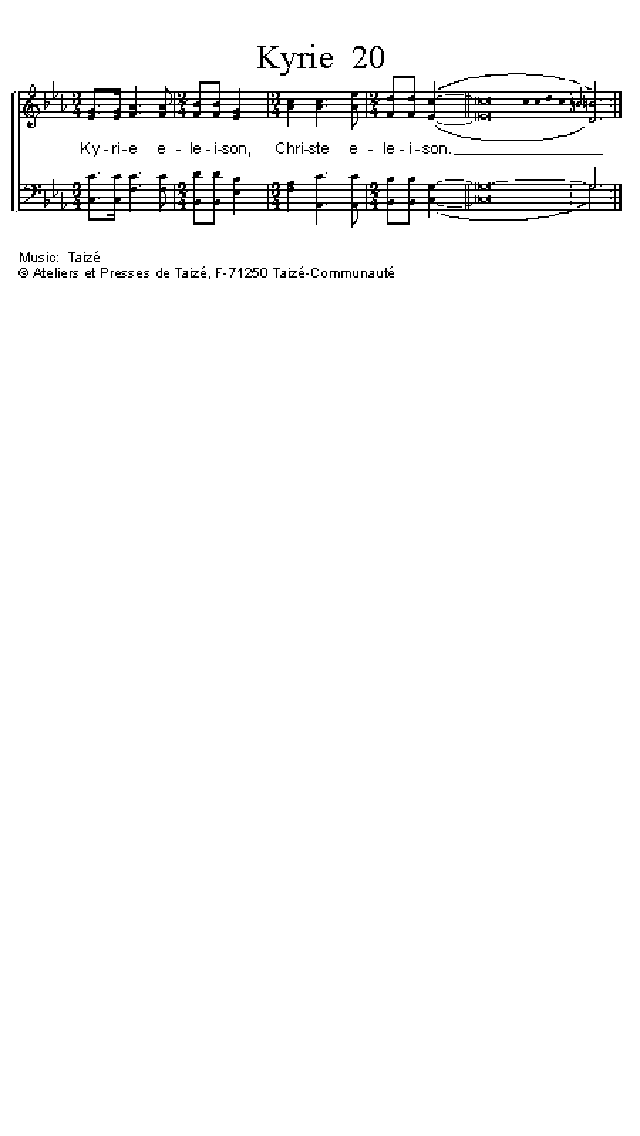 Kyrie 20
Ky-ri-e e-le-i-son, Chri-ste e-le-i-son.
Music: Taizé
© Ateliers et Presses de Taizé, F-71250 Taizé-Communauté